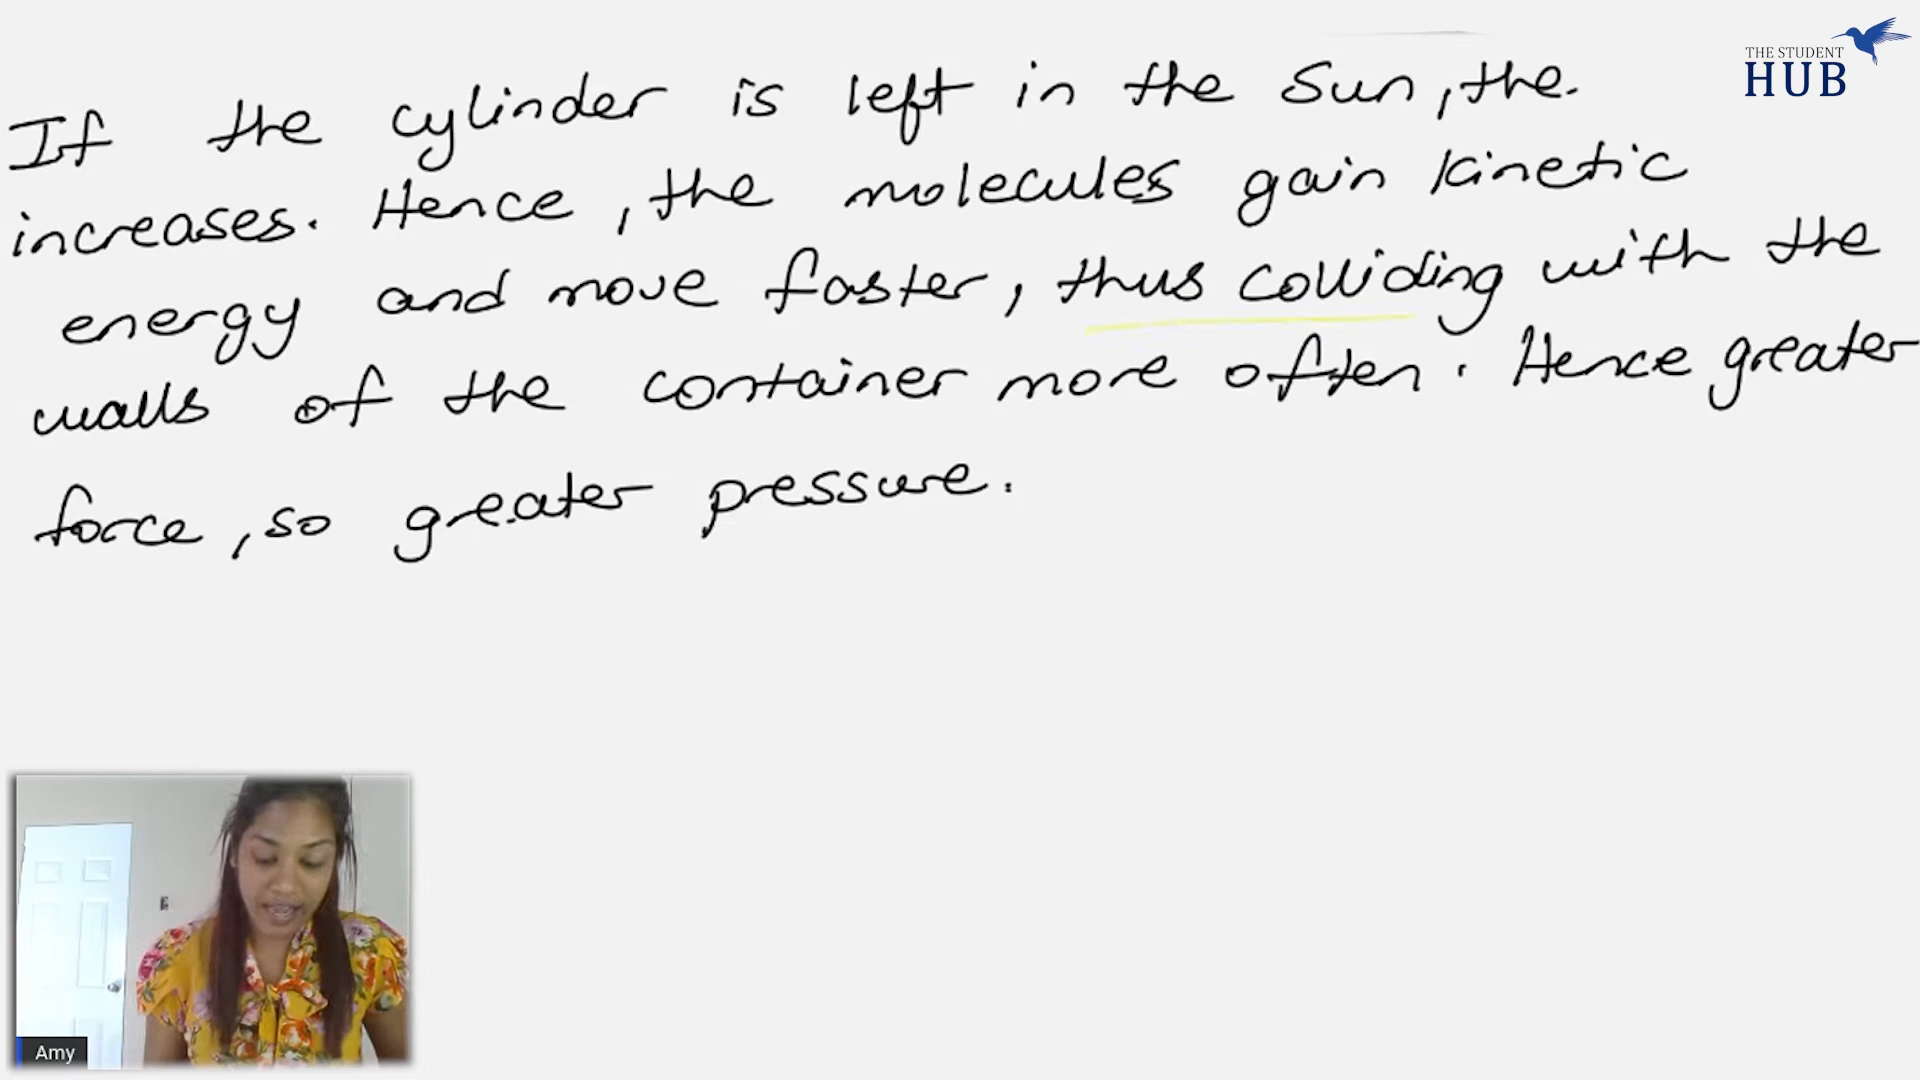 THE STUDENT
HUB
If the cylinder is left in the Sun, the.
increases. Hence, the molecules gain kinetic
energy and move faster, thus colliding with the
walls of the container more often. Hence greater
force, so greater pressure.
Amy